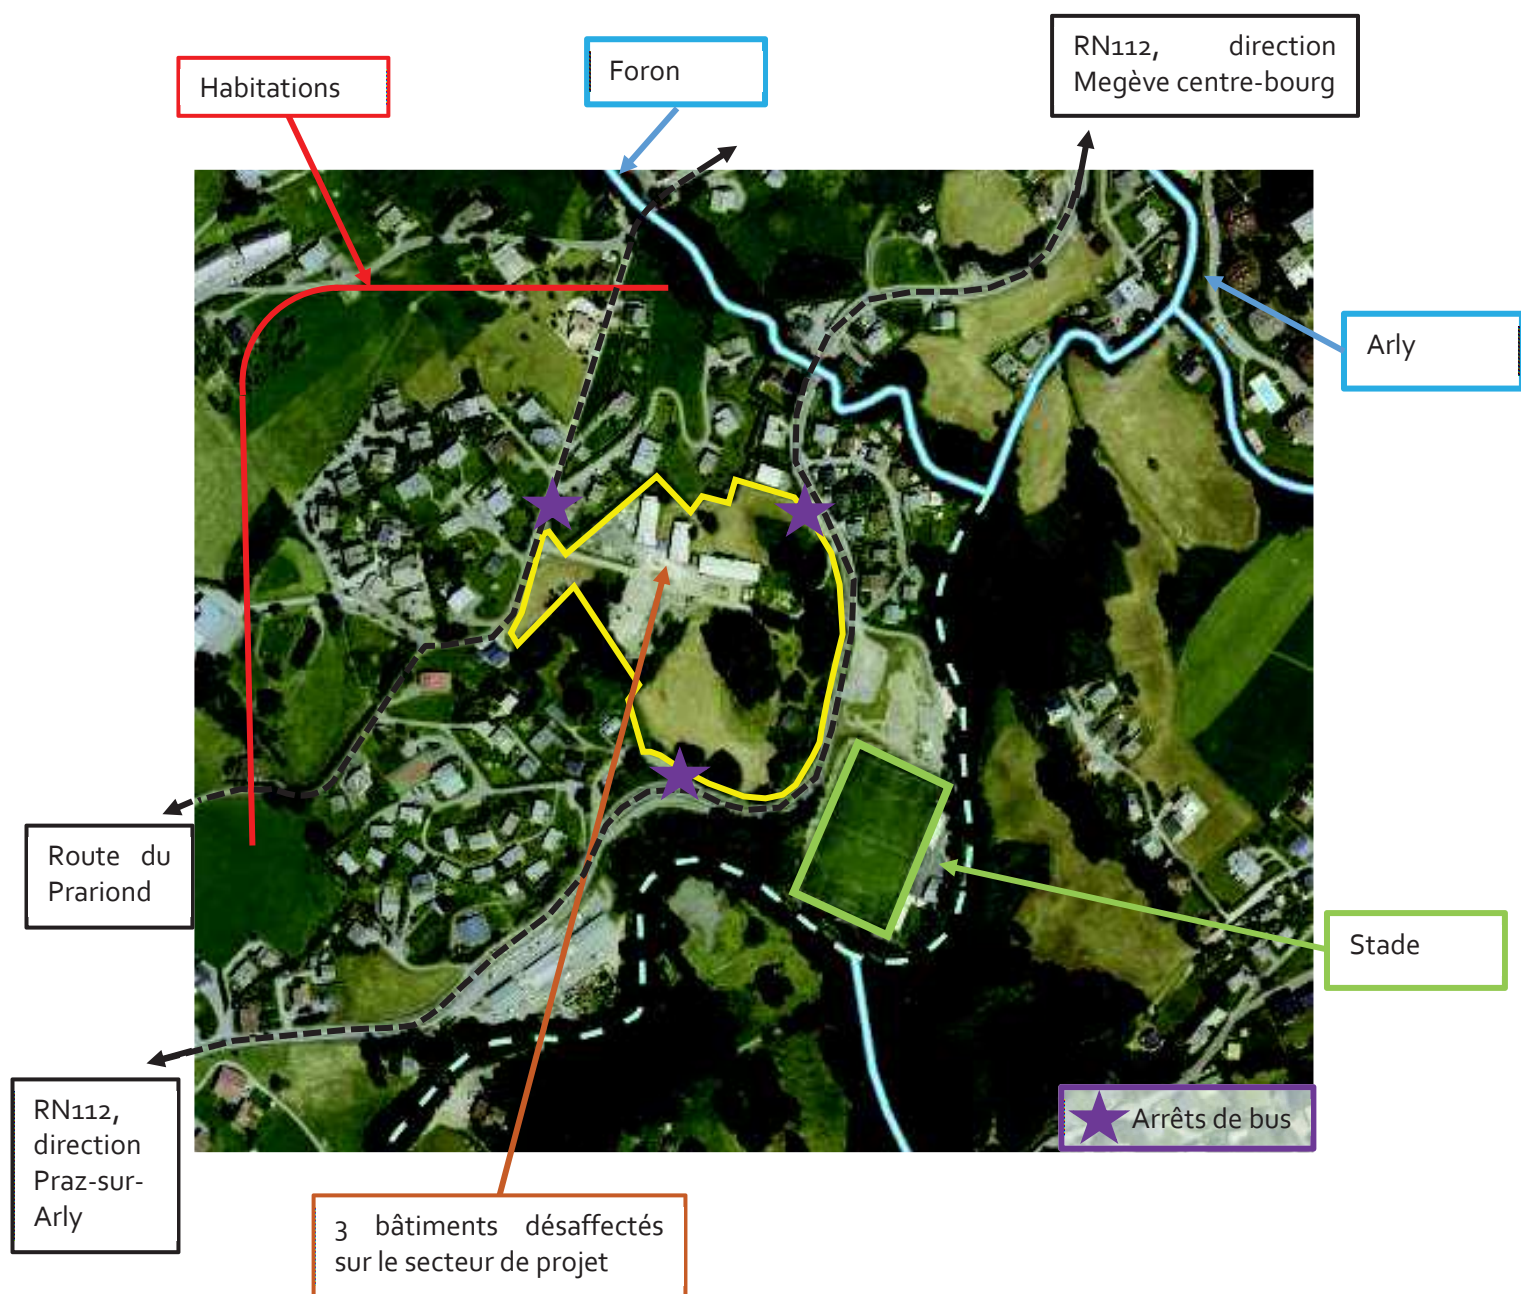 RN112, direction
Megève centre-bourg
Foron
Habitations
Arly
Route du
Prariond
Stade
RN112,
direction
Praz-sur-
Arly
Arrêts de bus
3 bâtiments désaffectés
sur le secteur de projet